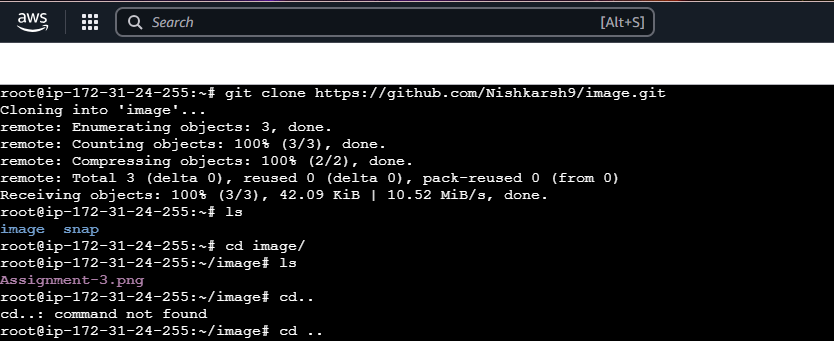 aws
Search [Alt+S]
root@ip-172-31-24-255:~# git clone https://github.com/Nishkarsh9/image.git
Cloning into 'image'...
remote: Enumerating objects: 3, done.
remote: Counting objects: 100% (3/3), done.
remote: Compressing objects: 100% (2/2), done.
remote: Total 3 (delta 0), reused 0 (delta 0), pack-reused 0 (from 0)
Receiving objects: 100% (3/3), 42.09 KiB | 10.52 MiB/s, done.
root@ip-172-31-24-255:~# ls
image  snap
root@ip-172-31-24-255:~# cd image/
root@ip-172-31-24-255:~/image# ls
Assignment-3.png
root@ip-172-31-24-255:~/image# cd..
cd..: command not found
root@ip-172-31-24-255:~/image# cd ..